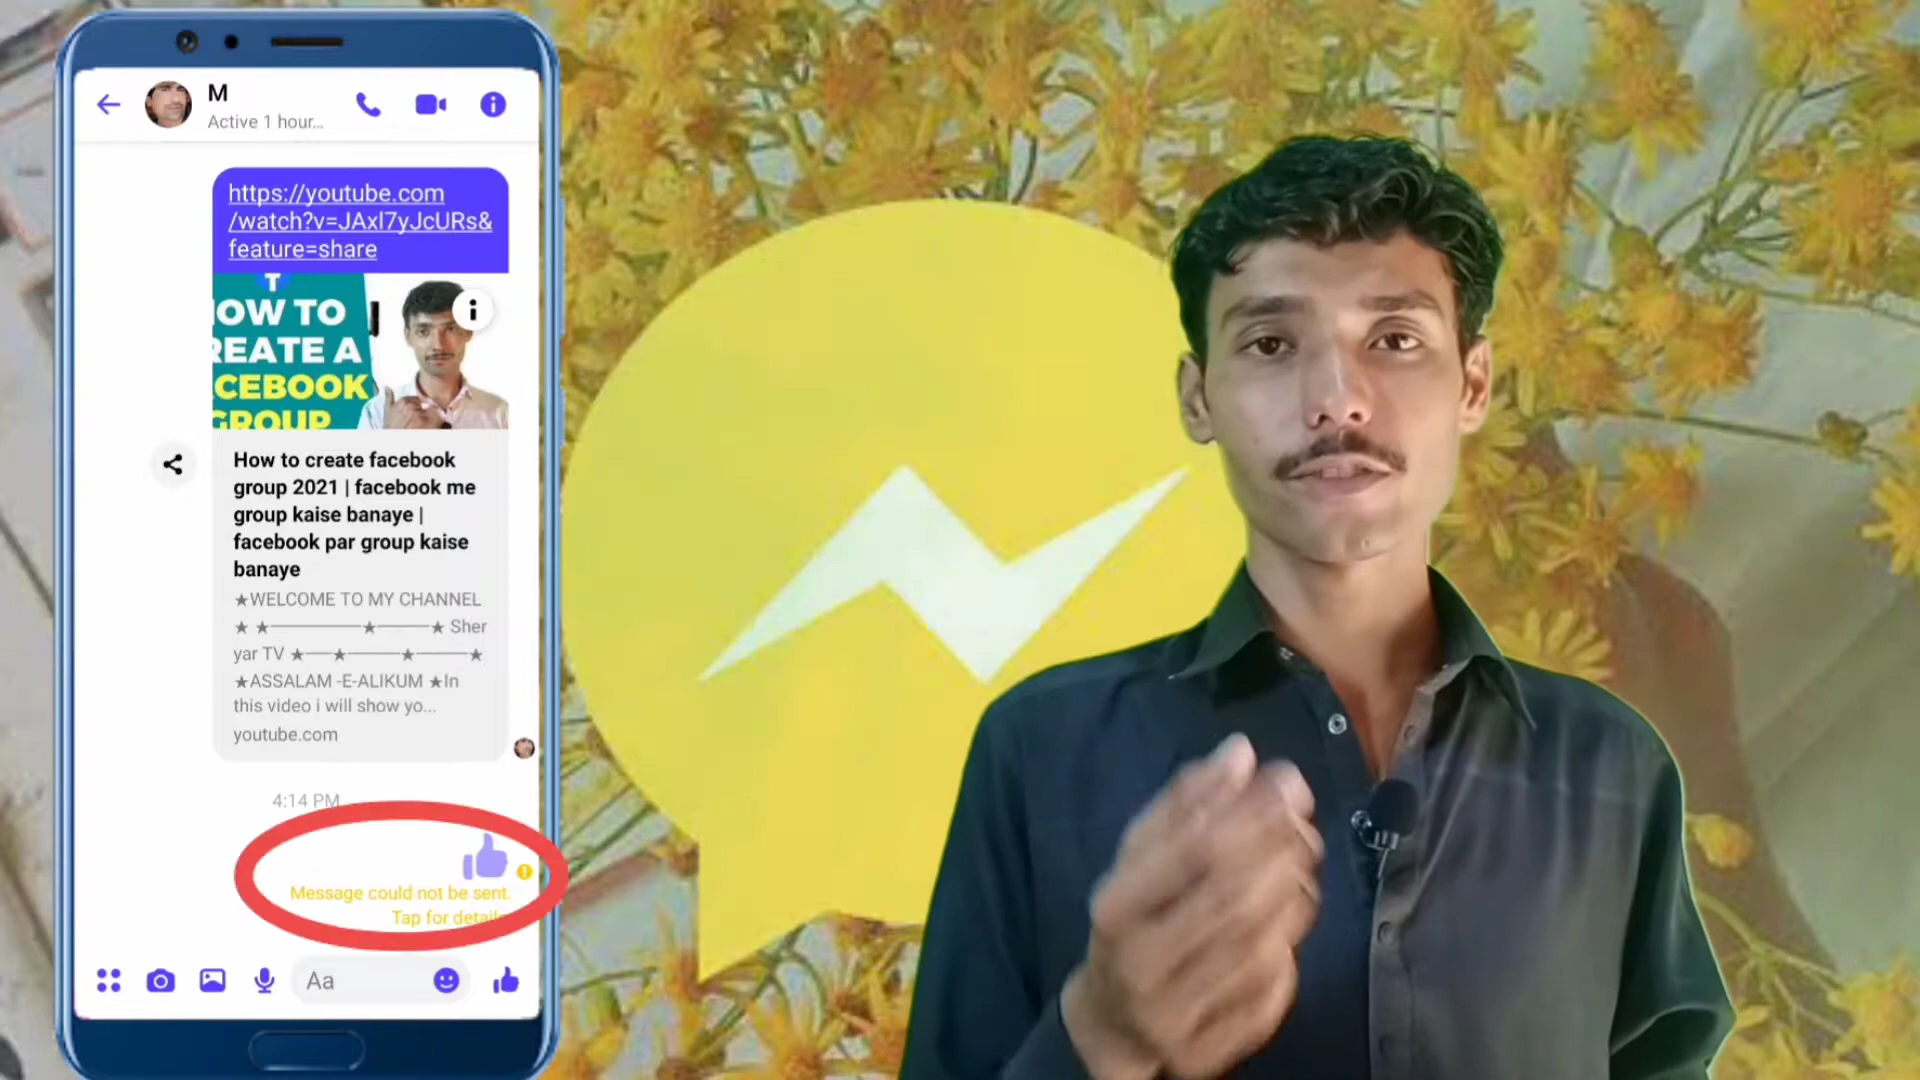 M
Active 1 hour...
https://youtube.com
/watch?v=JAxl7yJcURs&
feature=share
T
OW TO
REATE A
CEBOOK
GROUP
How to create facebook
group 2021 | facebook me
group kaise banaye |
facebook par group kaise
banaye
★WELCOME TO MY CHANNEL
★ ★————★———★ Sher
yar TV ★——★———★———★
★ASSALAM -E-ALIKUM ★In
this video i will show yo...
youtube.com
4:14 PM
Message could not be sent.
Tap for details
Aa